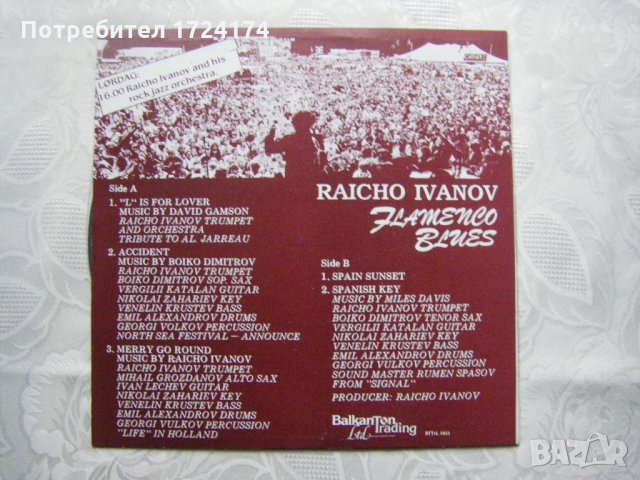 Потребител 1724174
LØRDAG:
16.00 Raicho Ivanov and his
rock jazz orchestra.
Side A
1. "L" IS FOR LOVER
MUSIC BY DAVID GAMSON
RAICHO IVANOV TRUMPET
AND ORCHESTRA
TRIBUTE TO AL. JARREAU
2. ACCIDENT
MUSIC BY BOIKO DIMITROV
RAICHO IVANOV TRUMPET
BOIKO DIMITROV SOP. SAX
VERGILII KATALAN GUITAR
NIKOLAI ZAHARIEV KEY
VENELIN KRUSTEV BASS
EMIL ALEXANDROV DRUMS
GEORGI VULKOV PERCUSSION
NORTH SEA FESTIVAL — ANNOUNCE
3. MERRY GO ROUND
MUSIC BY RAICHO IVANOV
RAICHO IVANOV TRUMPET
MIHAIL GROZDANOV ALTO SAX
IVAN LECHEV GUITAR
NIKOLAI ZAHARIEV KEY
VENELIN KRUSTEV BASS
EMIL ALEXANDROV DRUMS
GEORGI VULKOV PERCUSSION
"LIFE" IN HOLLAND
RAICHO IVANOV
FLAMENCO
BLUES
Side B
1. SPAIN SUNSET
2. SPANISH KEY
MUSIC BY MILES DAVIS
RAICHO IVANOV TRUMPET
BOIKO DIMITROV TENOR SAX
VERGILII KATALAN GUITAR
NIKOLAI ZAHARIEV KEY
VENELIN KRUSTEV BASS
EMIL ALEXANDROV DRUMS
GEORGI VULKOV PERCUSSION
SOUND MASTER RUMEN SPASOV
FROM "SIGNAL"
PRODUCER: RAICHO IVANOV
BalkanTon
Ltd. Trading
BAZAR